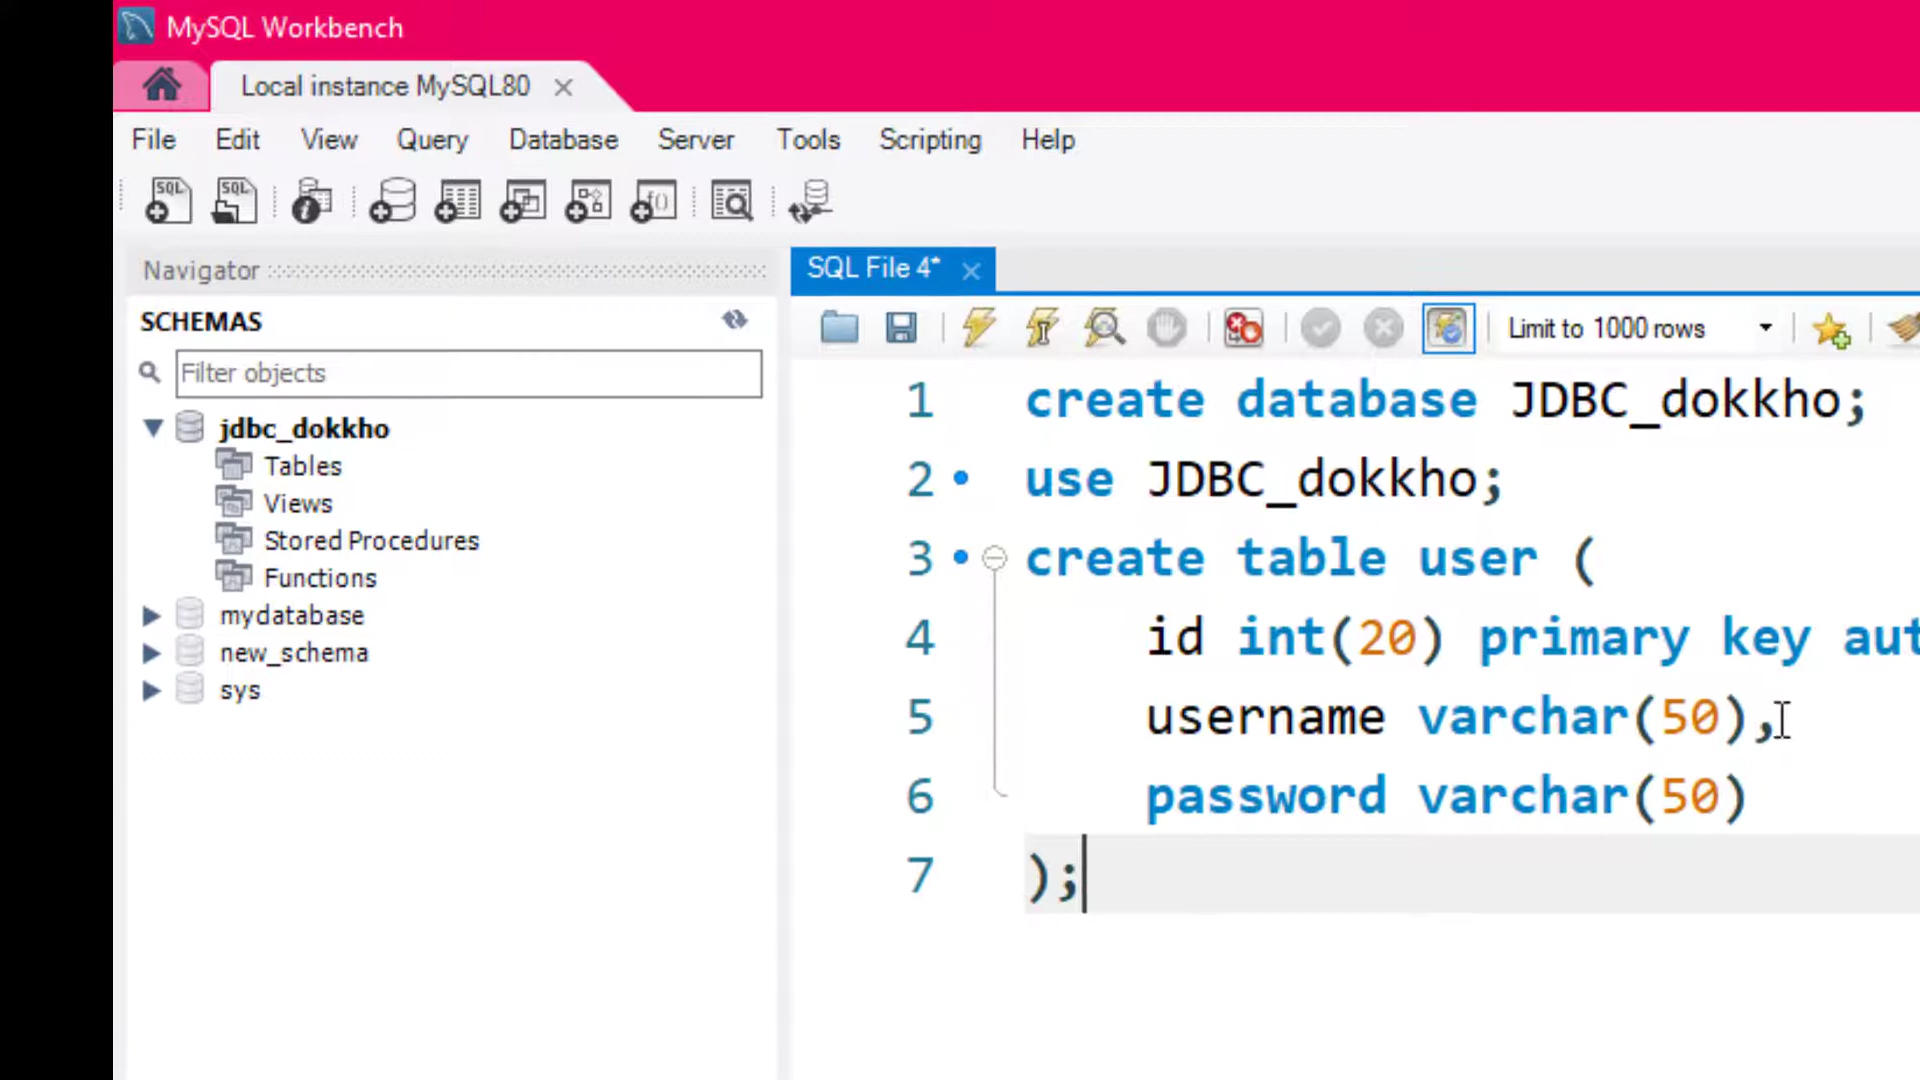 MySQL Workbench
Local instance MySQL80
File Edit View Query Database Server Tools Scripting Help
SQL SQL
Navigator
SQL File 4*
SCHEMAS
Limit to 1000 rows
Filter objects
jdbc_dokkho
Tables
Views
Stored Procedures
Functions
mydatabase
new_schema
sys
1 create database JDBC_dokkho;
2 use JDBC_dokkho;
3 create table user (
4 id int(20) primary key aut
5 username varchar(50),
6 password varchar(50)
7 );